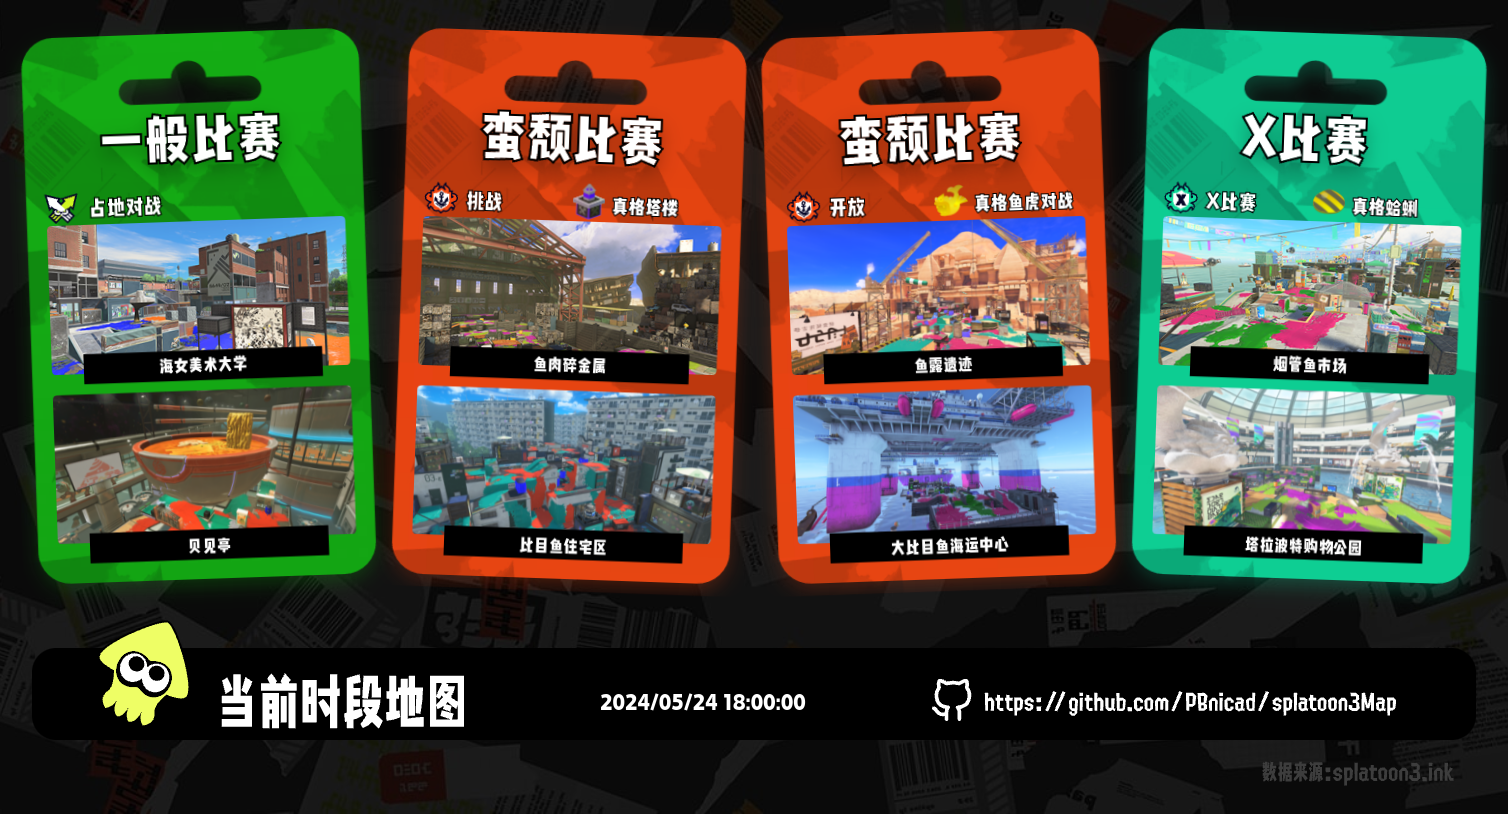 一般比赛
占地对战
海女美术大学
贝见亭
蛮颓比赛
挑战 真格塔楼
鱼肉碎金属
比目鱼住宅区
蛮颓比赛
开放 真格鱼虎对战
鱼露遗迹
大比目鱼海运中心
X比赛
X比赛 真格蛤蜊
烟管鱼市场
塔拉波特购物公园
当前时段地图
2024/05/24 18:00:00
https://github.com/PBnicad/splatoon3Map
数据来源:splatoon3.ink